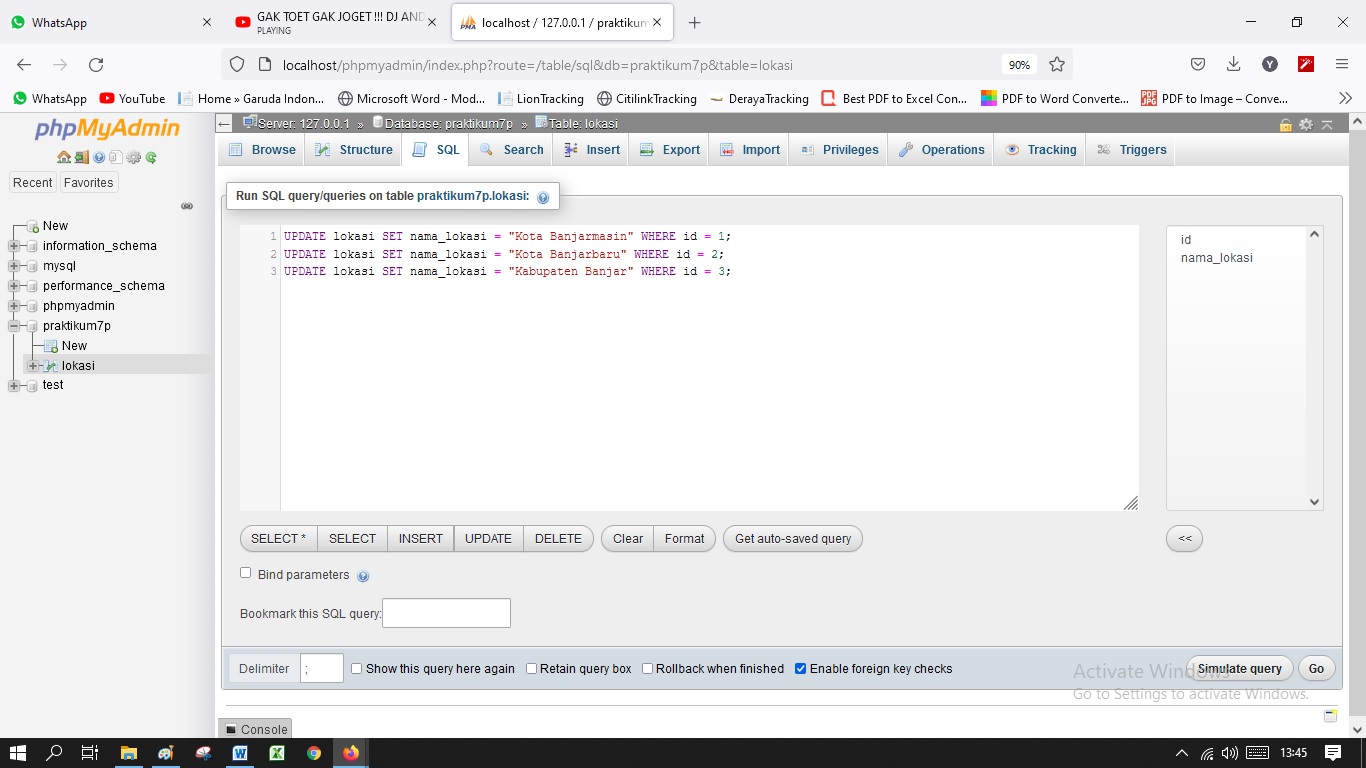 WhatsApp
GAK TOET GAK JOGET !!! DJ AND
PLAYING
localhost / 127.0.0.1 / praktikum
localhost/phpmyadmin/index.php?route=/table/sql&db=praktikum7p&table=lokasi
90%
Y
WhatsApp YouTube Home » Garuda Indon... Microsoft Word - Mod... LionTracking CitilinkTracking DerayaTracking Best PDF to Excel Con... PDF to Word Converte... PDF to Image – Conve...
phpMyAdmin
Recent Favorites
New
information_schema
mysql
performance_schema
phpmyadmin
praktikum7p
New
lokasi
test
Server: 127.0.0.1 » Database: praktikum7p » Table: lokasi
Browse Structure SQL Search Insert Export Import Privileges Operations Tracking Triggers
Run SQL query/queries on table praktikum7p.lokasi:
1 UPDATE lokasi SET nama_lokasi = "Kota Banjarmasin" WHERE id = 1;
2 UPDATE lokasi SET nama_lokasi = "Kota Banjarbaru" WHERE id = 2;
3 UPDATE lokasi SET nama_lokasi = "Kabupaten Banjar" WHERE id = 3;
id
nama_lokasi
SELECT * SELECT INSERT UPDATE DELETE Clear Format Get auto-saved query <<
Bind parameters
Bookmark this SQL query:
Delimiter ; Show this query here again Retain query box Rollback when finished Enable foreign key checks Simulate query Go
Activate Windows
Go to Settings to activate Windows.
Console
13:45